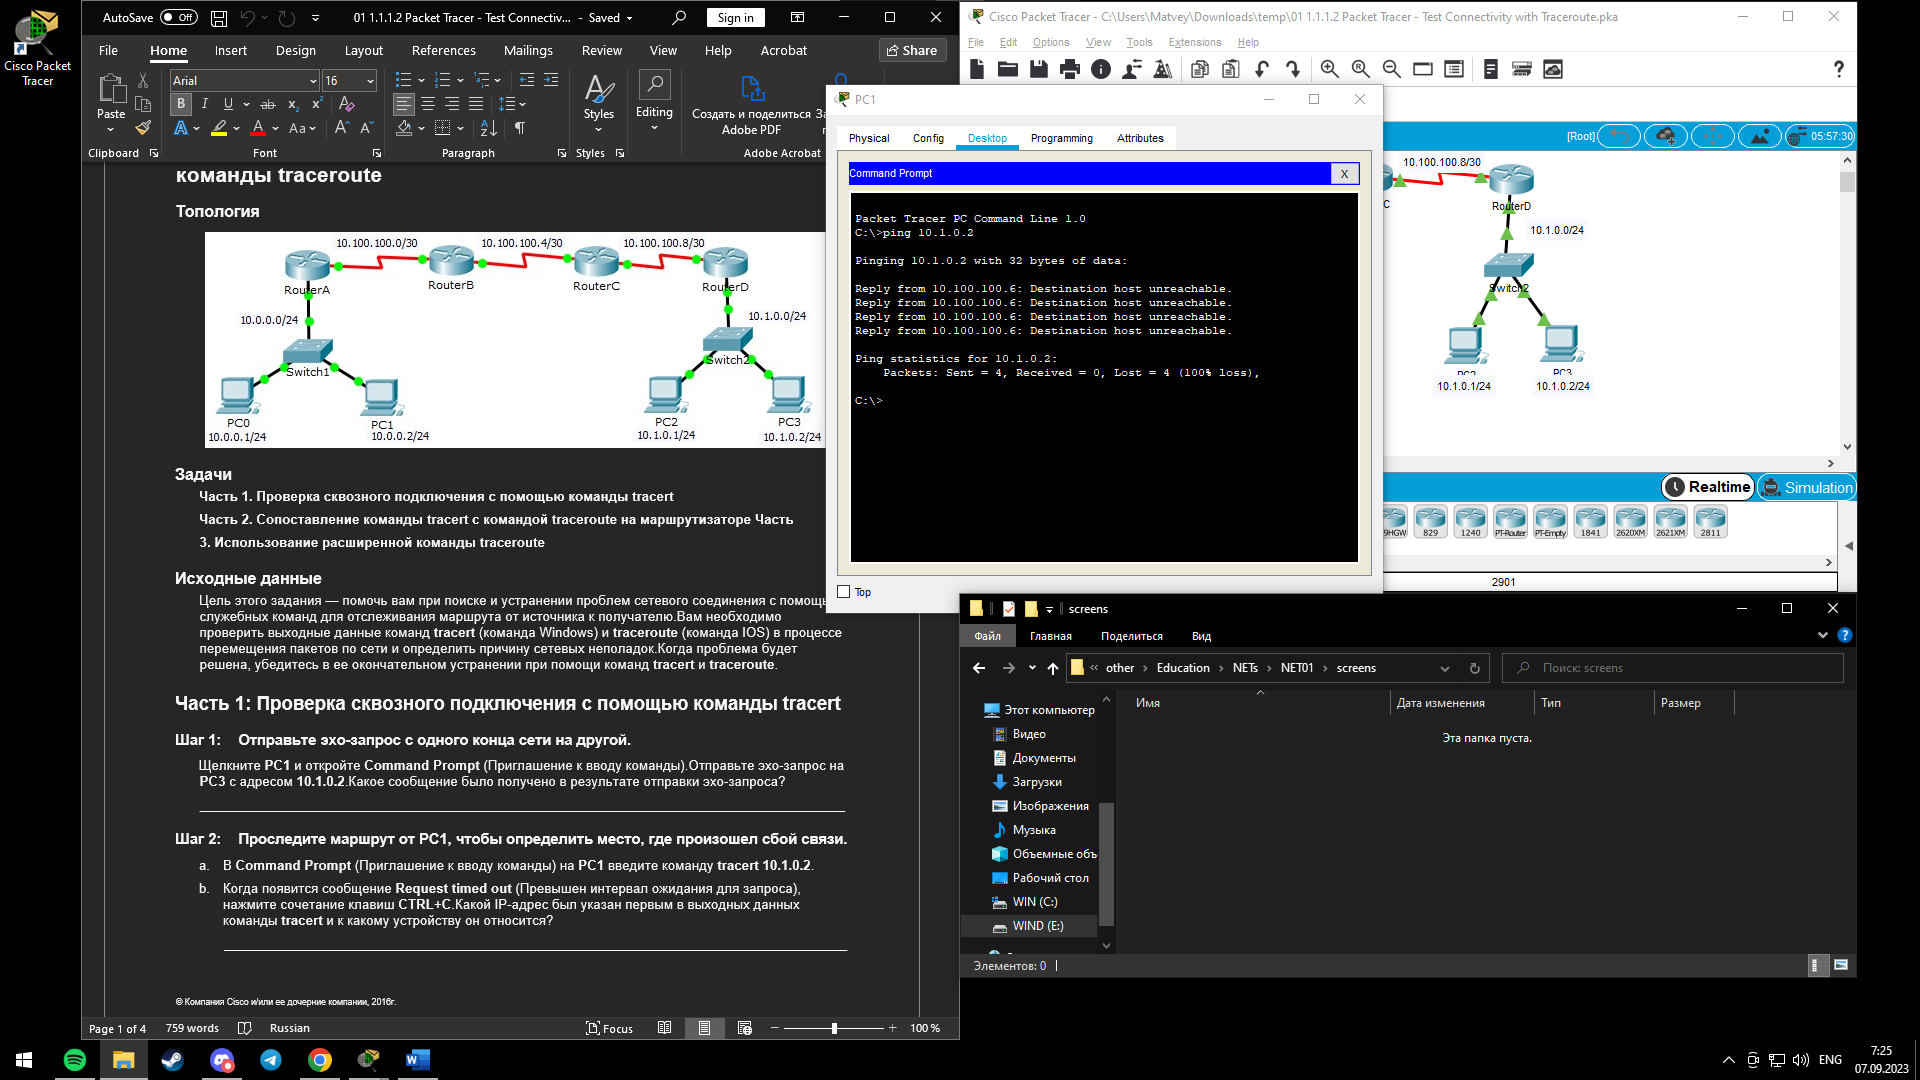 Cisco Packet
Tracer
AutoSave
Off
01 1.1.1.2 Packet Tracer - Test Connectiv... - Saved
Sign in
File
Home
Insert
Design
Layout
References
Mailings
Review
View
Help
Acrobat
Share
Paste
Arial
16
Styles
Editing
Создать и поделиться
Adobe PDF
Clipboard
Font
Paragraph
Styles
Adobe Acrobat
команды traceroute
Топология
10.100.100.0/30
10.100.100.4/30
10.100.100.8/30
RouterA
RouterB
RouterC
RouterD
10.0.0.0/24
10.1.0.0/24
Switch1
Switch2
PC0
PC1
PC2
PC3
10.0.0.1/24
10.0.0.2/24
10.1.0.1/24
10.1.0.2/24
Задачи
Часть 1. Проверка сквозного подключения с помощью команды tracert
Часть 2. Сопоставление команды tracert с командой traceroute на маршрутизаторе Часть
3. Использование расширенной команды traceroute
Исходные данные
Цель этого задания — помочь вам при поиске и устранении проблем сетевого соединения с помощь
служебных команд для отслеживания маршрута от источника к получателю.Вам необходимо
проверить выходные данные команд tracert (команда Windows) и traceroute (команда IOS) в процессе
перемещения пакетов по сети и определить причину сетевых неполадок.Когда проблема будет
решена, убедитесь в ее окончательном устранении при помощи команд tracert и traceroute.
Часть 1: Проверка сквозного подключения с помощью команды tracert
Шаг 1: Отправьте эхо-запрос с одного конца сети на другой.
Щелкните PC1 и откройте Command Prompt (Приглашение к вводу команды).Отправьте эхо-запрос на
PC3 с адресом 10.1.0.2.Какое сообщение было получено в результате отправки эхо-запроса?
Шаг 2: Проследите маршрут от PC1, чтобы определить место, где произошел сбой связи.
a. В Command Prompt (Приглашение к вводу команды) на PC1 введите команду tracert 10.1.0.2.
b. Когда появится сообщение Request timed out (Превышен интервал ожидания для запроса),
нажмите сочетание клавиш CTRL+C.Какой IP-адрес был указан первым в выходных данных
команды tracert и к какому устройству он относится?
© Компания Cisco и/или ее дочерние компании, 2016г.
Page 1 of 4
759 words
Russian
Focus
100 %
Cisco Packet Tracer - C:\Users\Matvey\Downloads\temp\01 1.1.1.2 Packet Tracer - Test Connectivity with Traceroute.pka
File
Edit
Options
View
Tools
Extensions
Help
[Root]
05:57:30
10.100.100.8/30
C
RouterD
10.1.0.0/24
Switch2
PC3
10.1.0.1/24
10.1.0.2/24
Realtime
Simulation
829
1240
PT-Router
PT-Empty
1841
2620XM
2621XM
2811
2901
PC1
Physical
Config
Desktop
Programming
Attributes
Command Prompt
X
Packet Tracer PC Command Line 1.0
C:\>ping 10.1.0.2
Pinging 10.1.0.2 with 32 bytes of data:
Reply from 10.100.100.6: Destination host unreachable.
Reply from 10.100.100.6: Destination host unreachable.
Reply from 10.100.100.6: Destination host unreachable.
Reply from 10.100.100.6: Destination host unreachable.
Ping statistics for 10.1.0.2:
Packets: Sent = 4, Received = 0, Lost = 4 (100% loss),
C:\>
Top
screens
Файл
Главная
Поделиться
Вид
other
Education
NETs
NET01
screens
Поиск: screens
Имя
Дата изменения
Тип
Размер
Эта папка пуста.
Этот компьютер
Видео
Документы
Загрузки
Изображения
Музыка
Объемные объ
Рабочий стол
WIN (C:)
WIND (E:)
Элементов: 0
ENG
7:25
07.09.2023